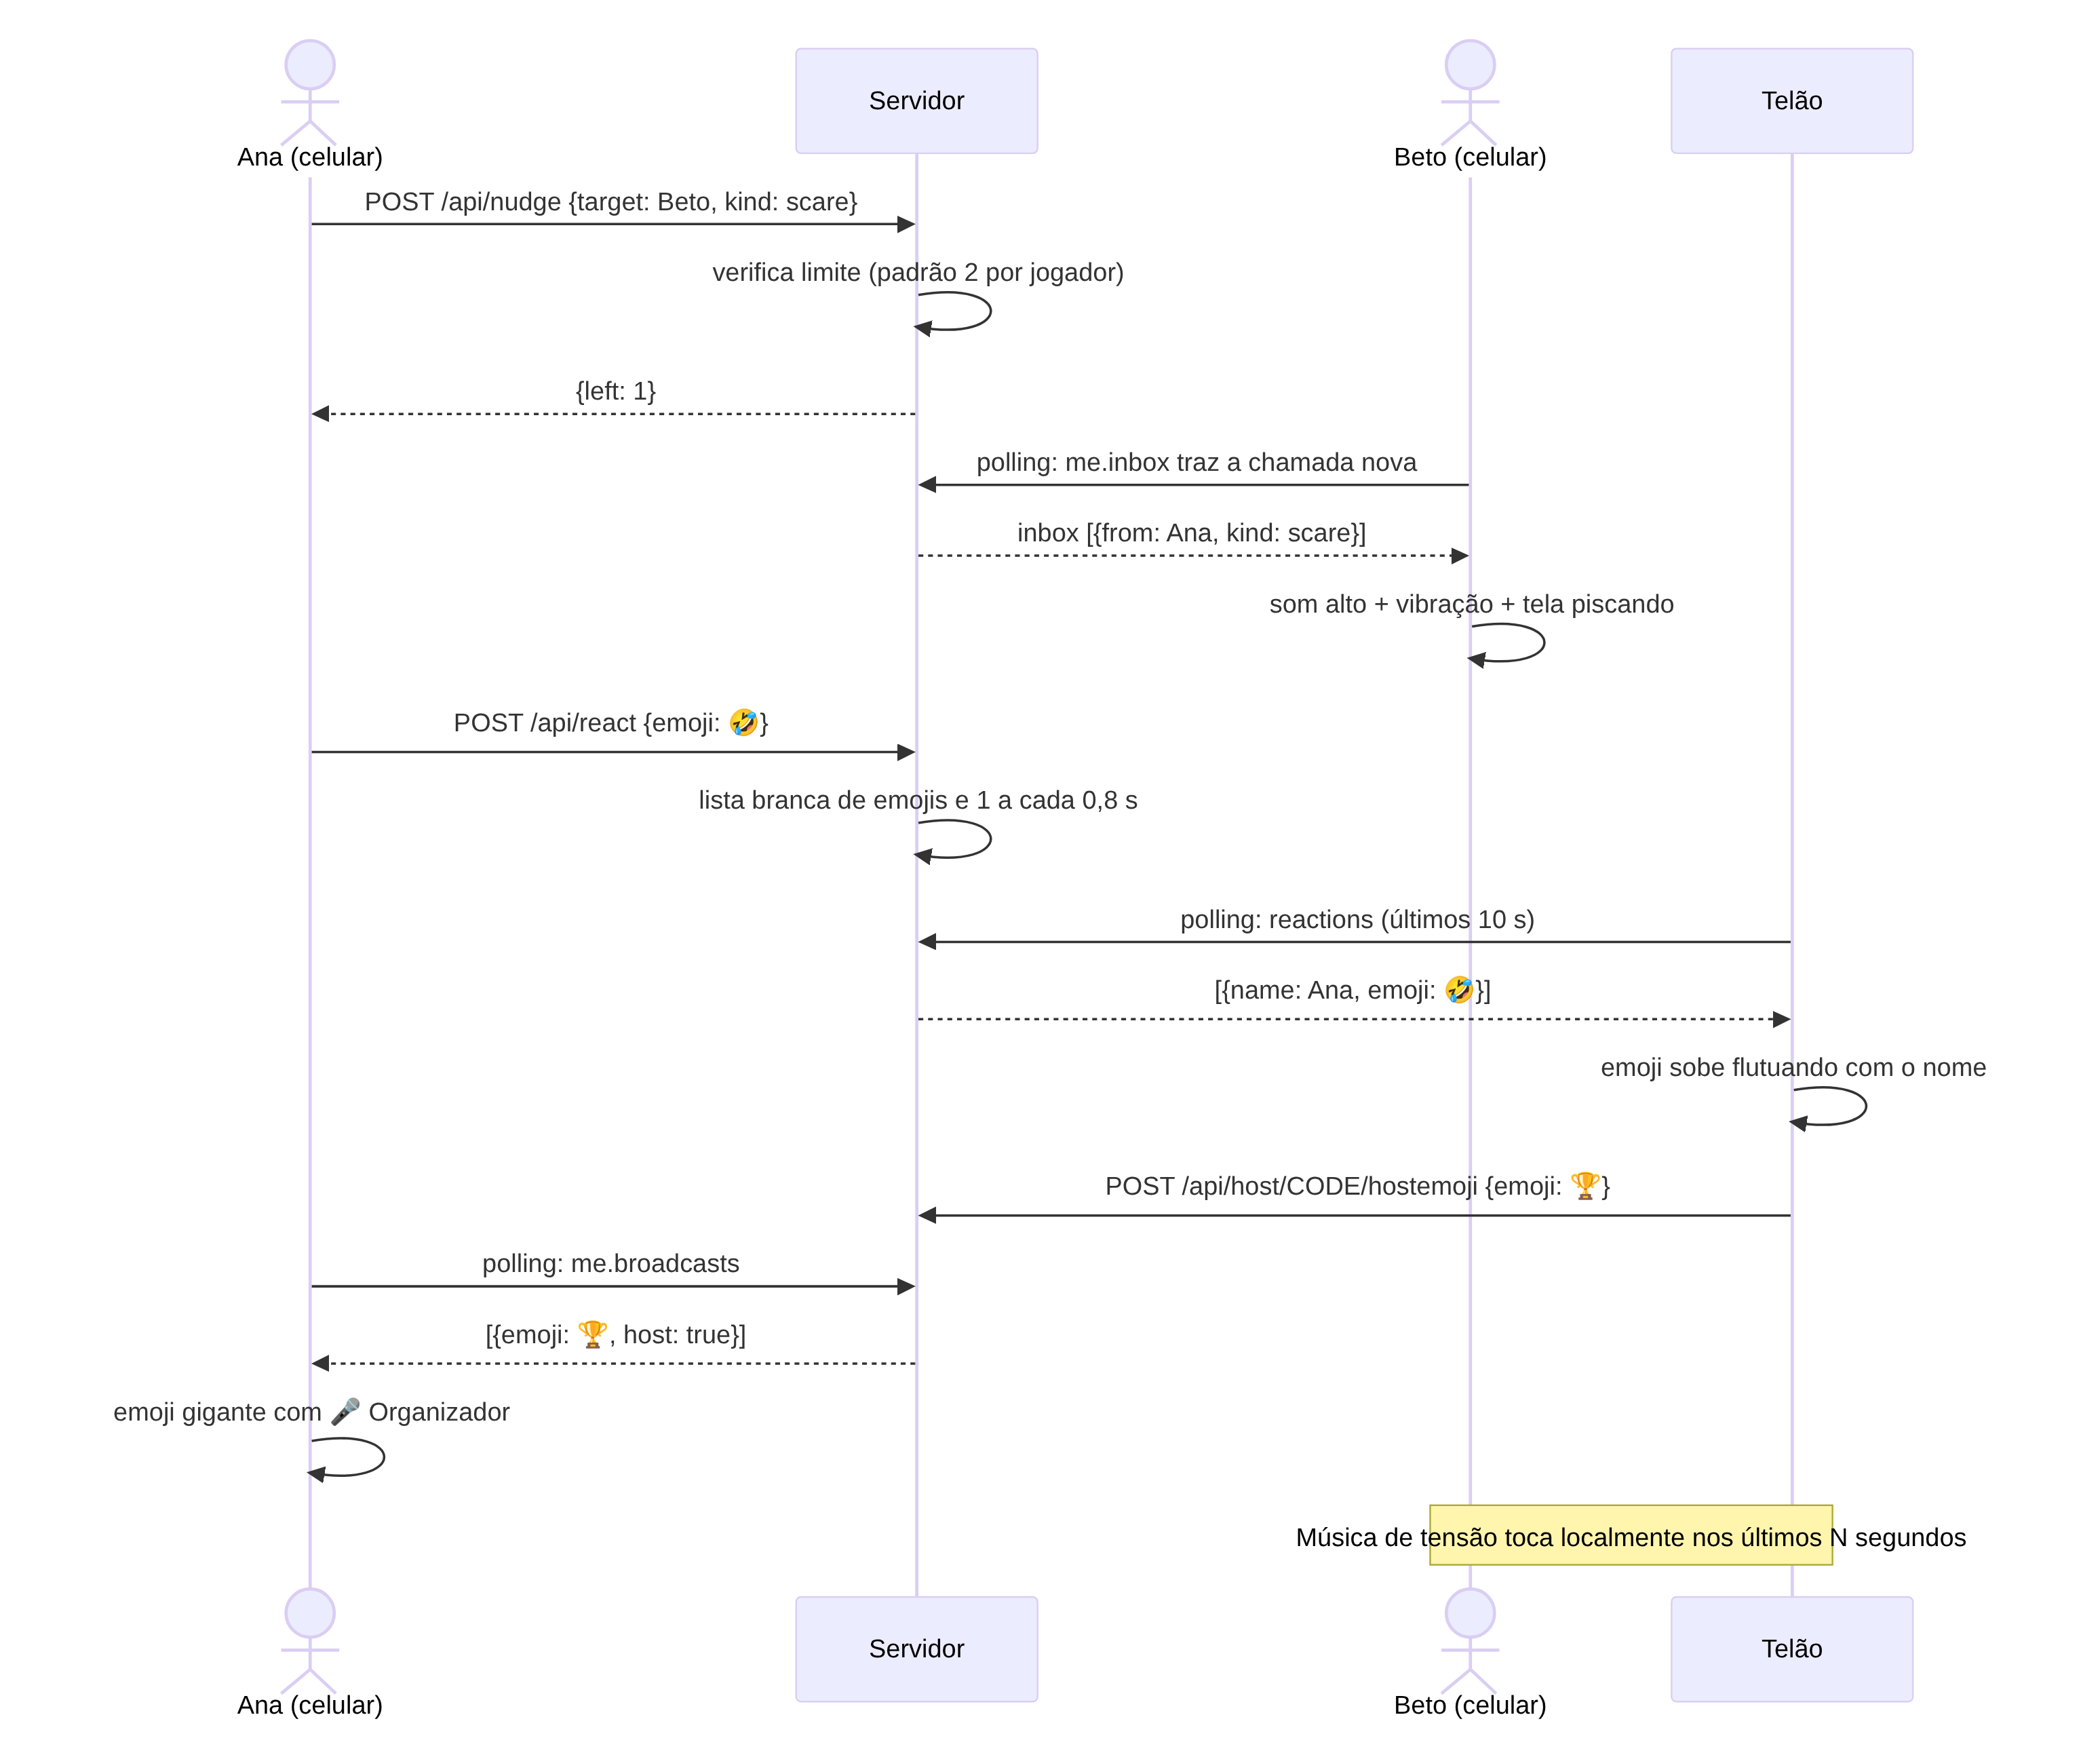 Ana (celular)
Servidor
Beto (celular)
Telão
POST /api/nudge {target: Beto, kind: scare}
verifica limite (padrão 2 por jogador)
{left: 1}
polling: me.inbox traz a chamada nova
inbox [{from: Ana, kind: scare}]
som alto + vibração + tela piscando
POST /api/react {emoji: 🤣}
lista branca de emojis e 1 a cada 0,8 s
polling: reactions (últimos 10 s)
[{name: Ana, emoji: 🤣}]
emoji sobe flutuando com o nome
POST /api/host/CODE/hostemoji {emoji: 🏆}
polling: me.broadcasts
[{emoji: 🏆, host: true}]
emoji gigante com 🎤 Organizador
Música de tensão toca localmente nos últimos N segundos
Ana (celular)
Servidor
Beto (celular)
Telão